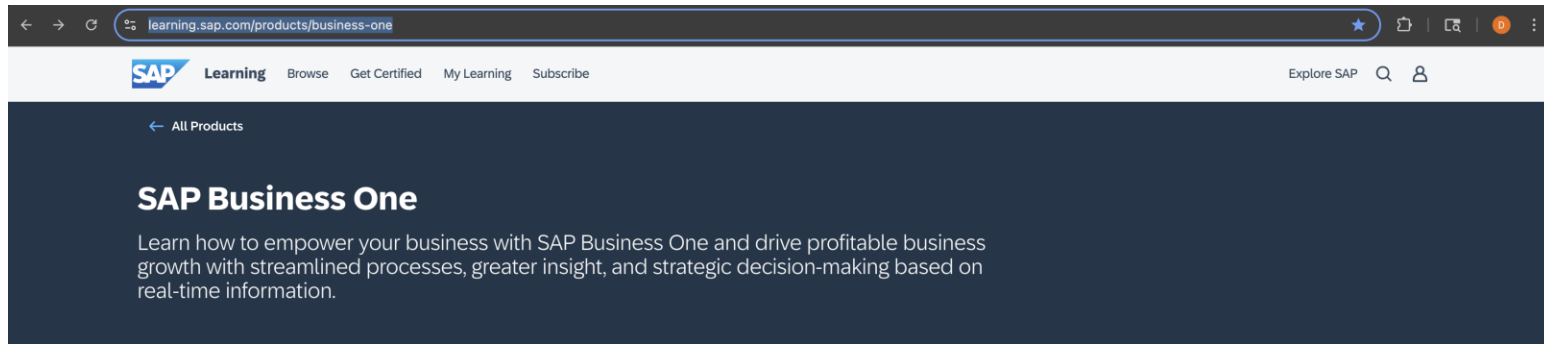 learning.sap.com/products/business-one
D
SAP Learning Browse Get Certified My Learning Subscribe Explore SAP
← All Products
SAP Business One
Learn how to empower your business with SAP Business One and drive profitable business
growth with streamlined processes, greater insight, and strategic decision-making based on
real-time information.